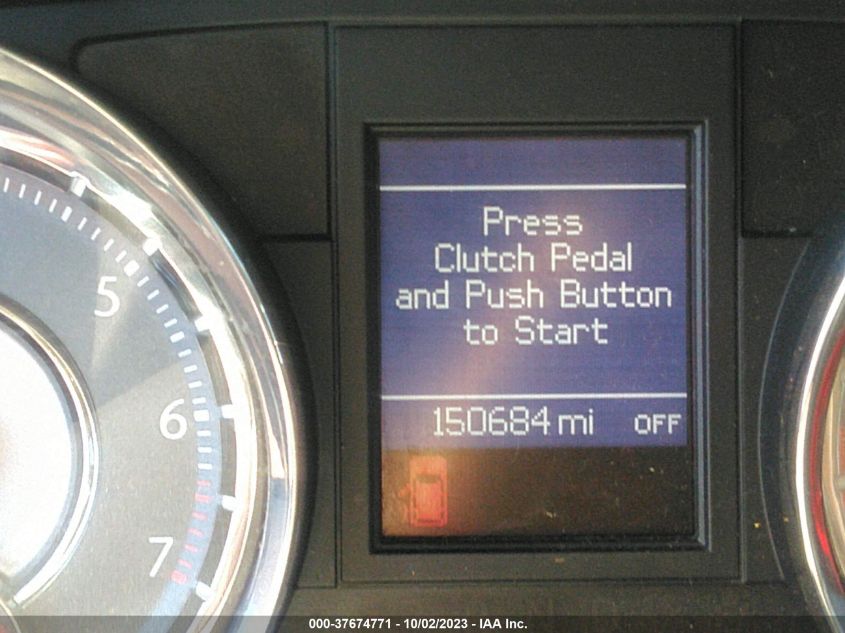 Press
Clutch Pedal
and Push Button
to Start
150684 mi OFF
5
6
7
000-37674771 - 10/02/2023 - IAA Inc.